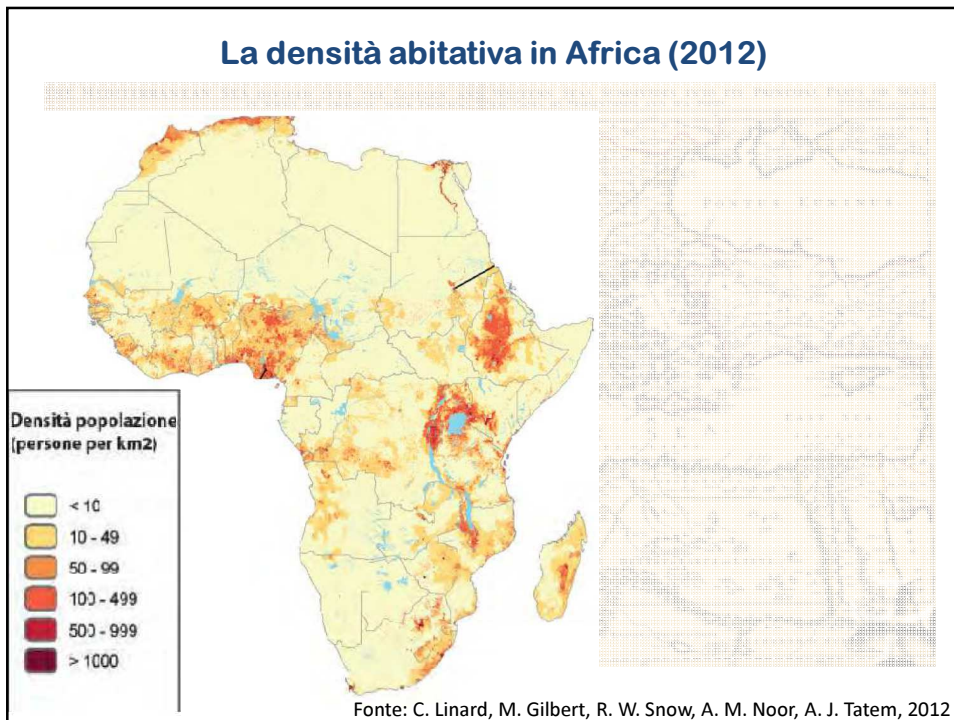 La densità abitativa in Africa (2012)
Densità popolazione
(persone per km2)
< 10
10 - 49
50 - 99
100 - 499
500 - 999
> 1000
Fonte: C. Linard, M. Gilbert, R. W. Snow, A. M. Noor, A. J. Tatem, 2012